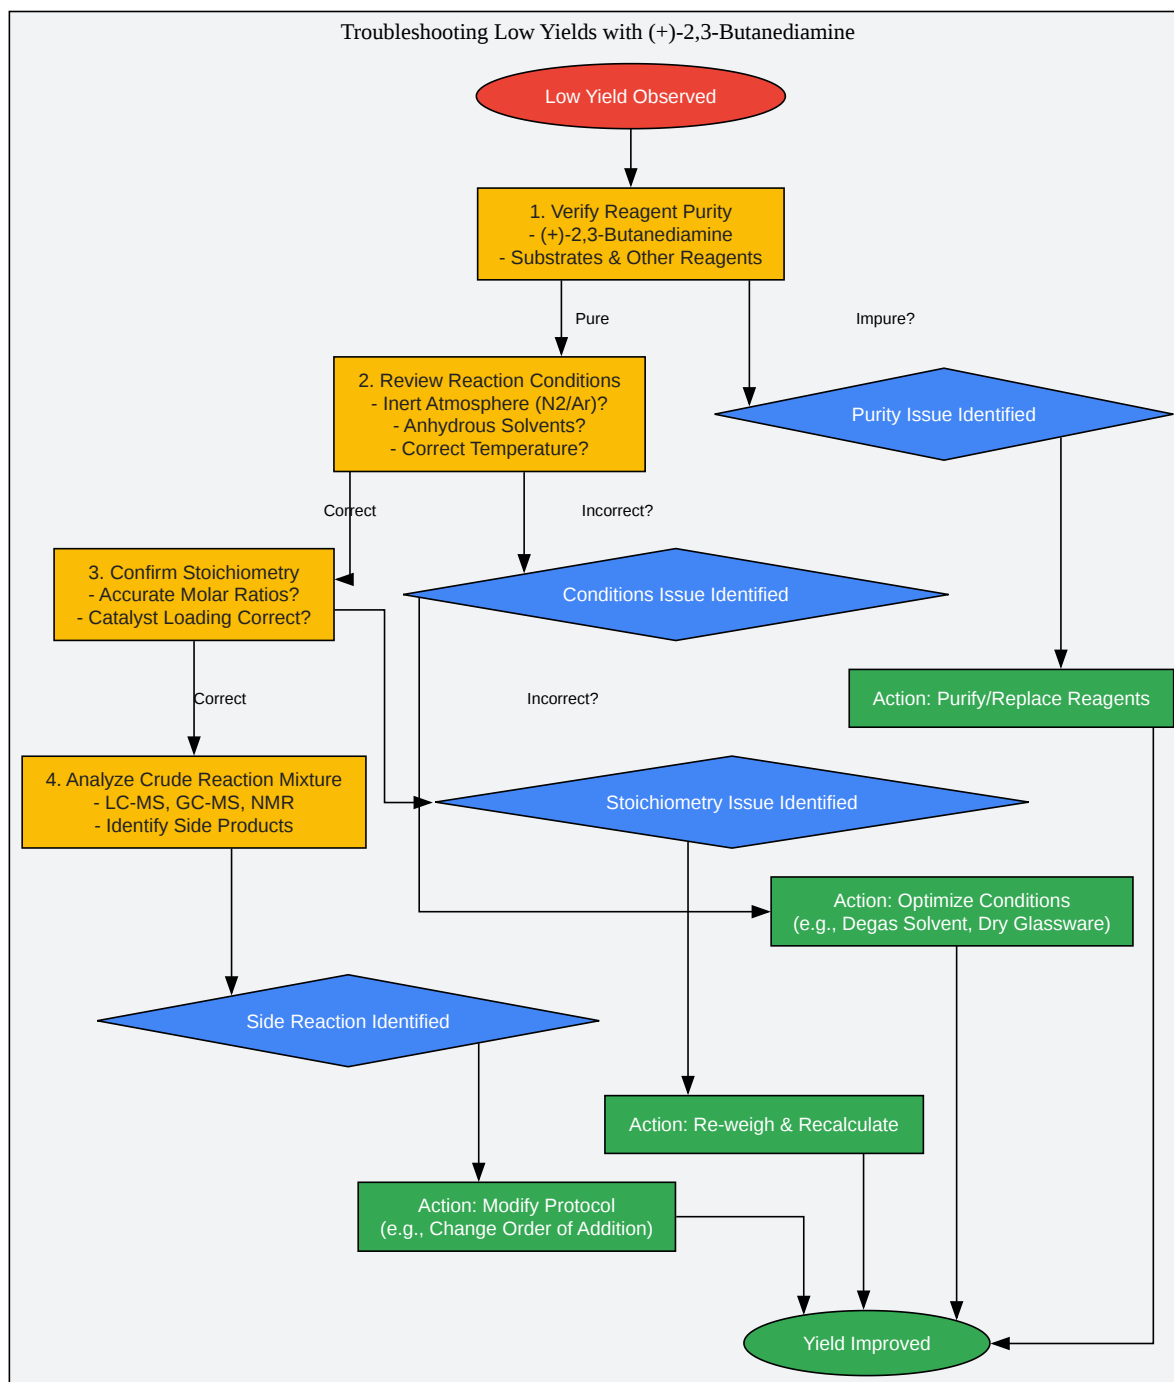 Troubleshooting Low Yields with (+)-2,3-Butanediamine
Low Yield Observed
1. Verify Reagent Purity
- (+)-2,3-Butanediamine
- Substrates & Other Reagents
Pure
Impure?
2. Review Reaction Conditions
- Inert Atmosphere (N2/Ar)?
- Anhydrous Solvents?
- Correct Temperature?
Purity Issue Identified
Correct
Incorrect?
3. Confirm Stoichiometry
- Accurate Molar Ratios?
- Catalyst Loading Correct?
Conditions Issue Identified
Correct
Incorrect?
Action: Purify/Replace Reagents
4. Analyze Crude Reaction Mixture
- LC-MS, GC-MS, NMR
- Identify Side Products
Stoichiometry Issue Identified
Action: Optimize Conditions
(e.g., Degas Solvent, Dry Glassware)
Side Reaction Identified
Action: Re-weigh & Recalculate
Action: Modify Protocol
(e.g., Change Order of Addition)
Yield Improved